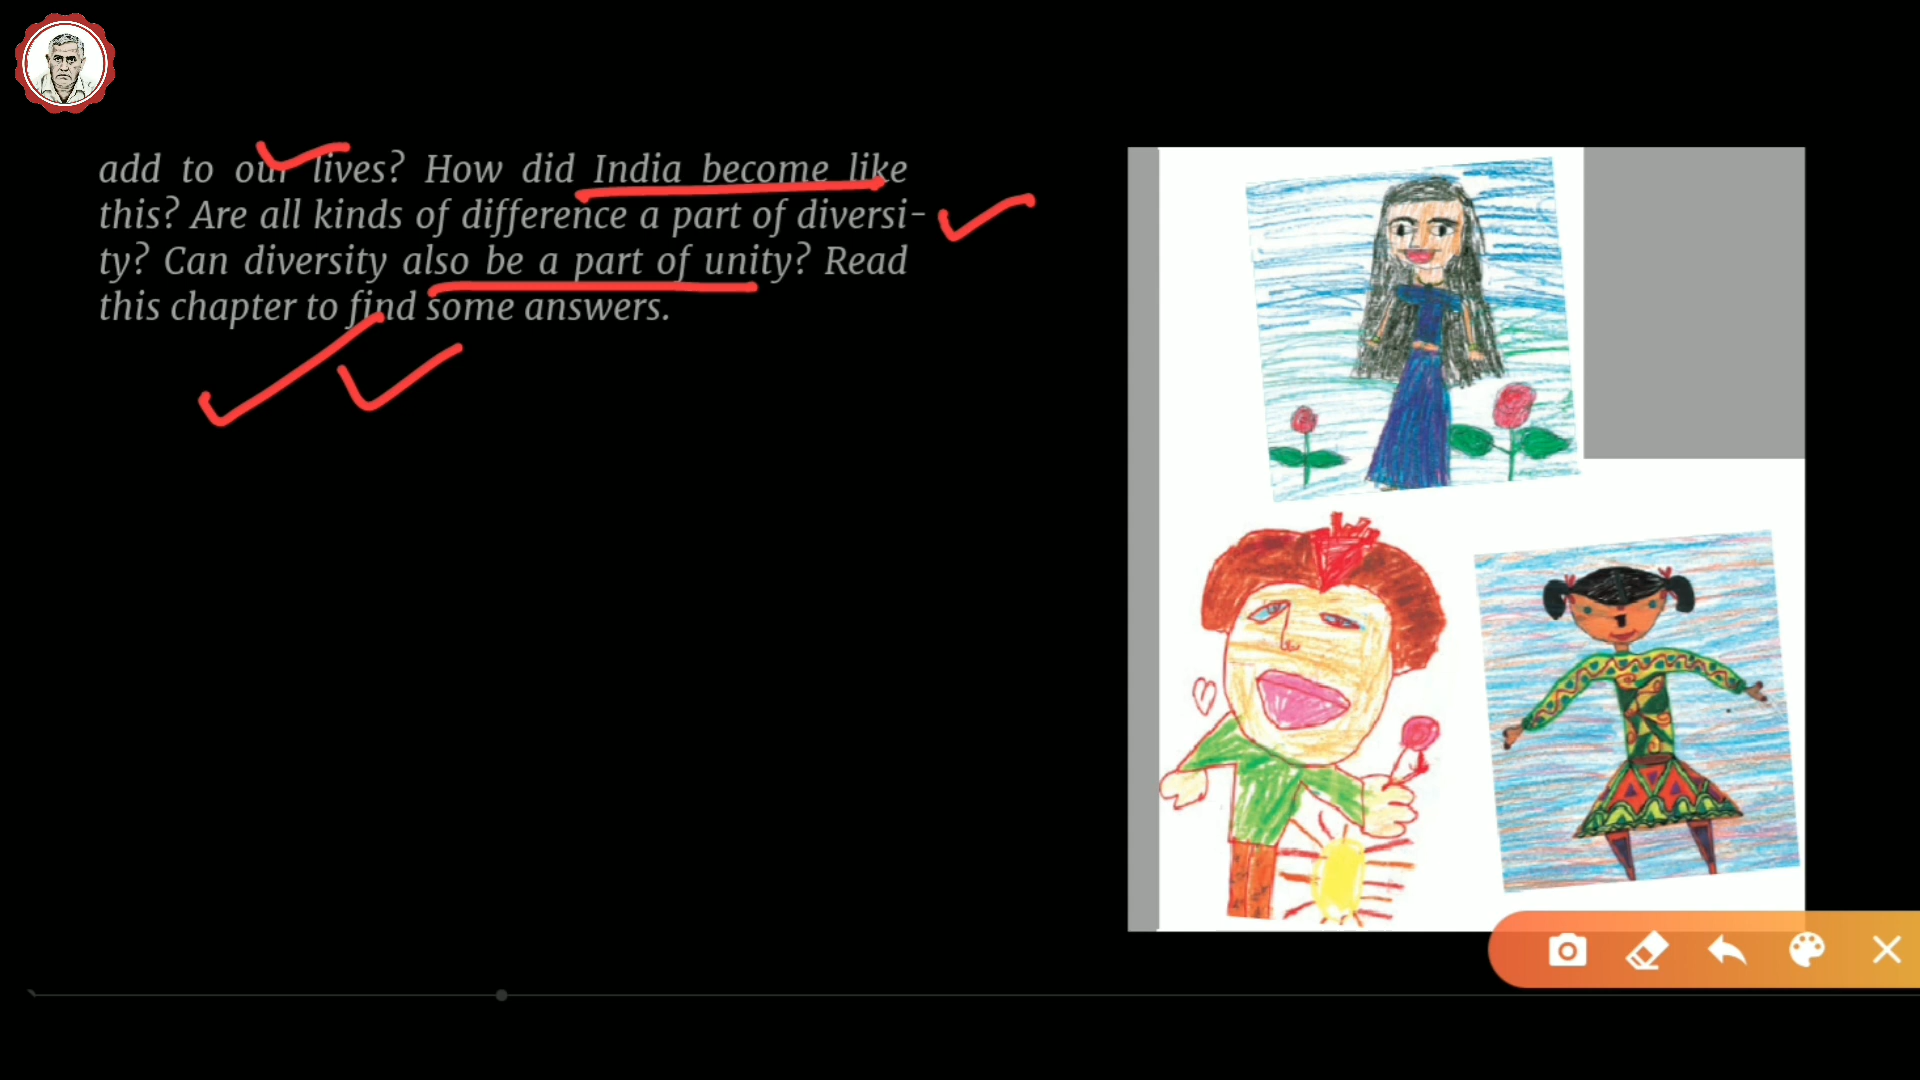 add to our lives? How did India become like
this? Are all kinds of difference a part of diversi-
ty? Can diversity also be a part of unity? Read
this chapter to find some answers.